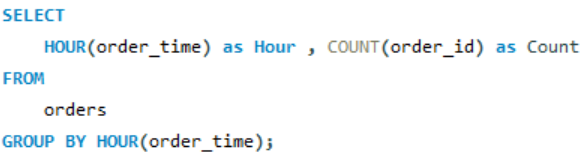 SELECT
HOUR(order_time) as Hour , COUNT(order_id) as Count
FROM
orders
GROUP BY HOUR(order_time);